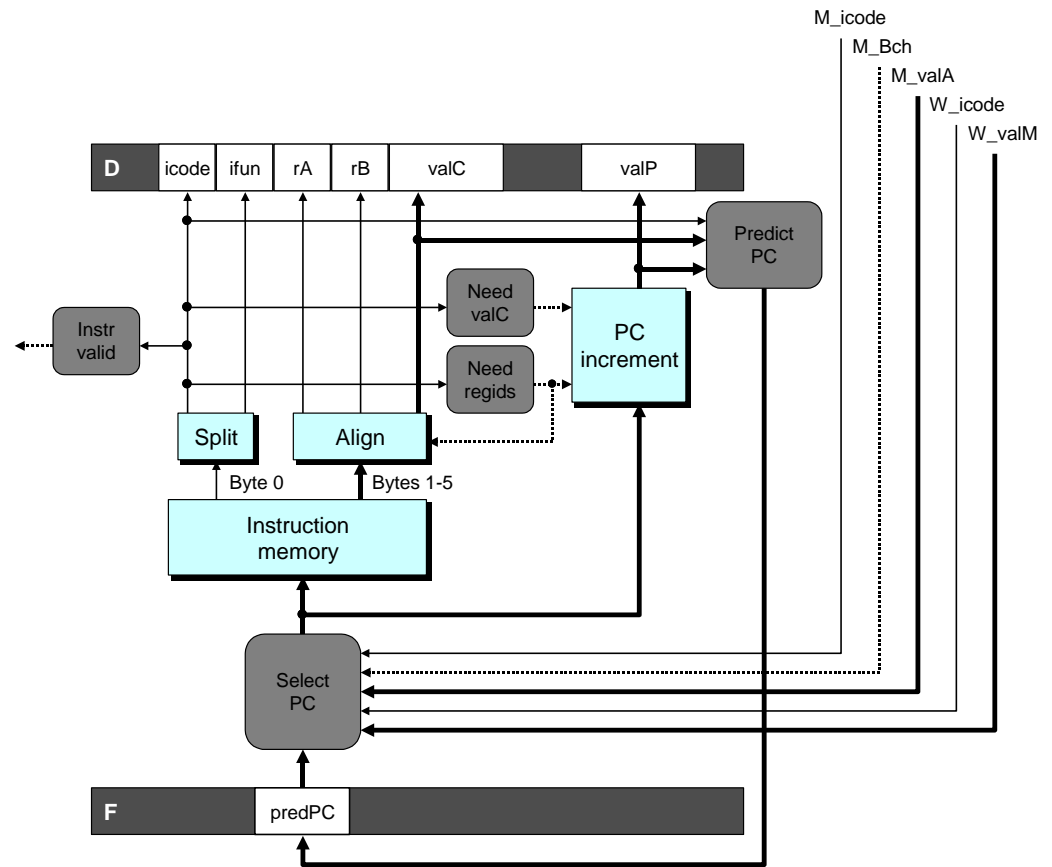 M_icode
M_Bch
M_valA
W_icode
W_valM
D icode ifun rA rB valC valP
Predict
PC
Need
valC
Instr
valid
PC
increment
Need
regids
Split
Align
Byte 0
Bytes 1-5
Instruction
memory
Select
PC
F predPC